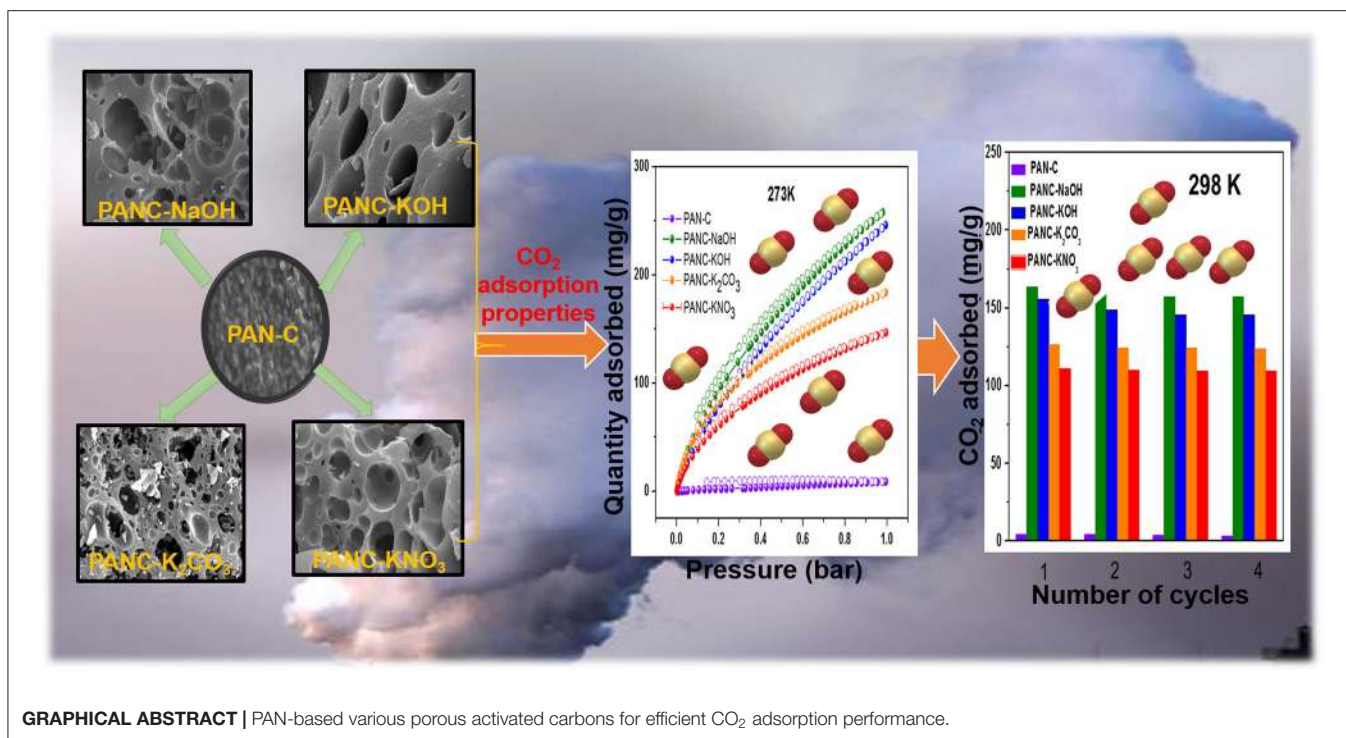 PANC-NaOH
PANC-KOH
PAN-C
PANC-K₂CO₃
PANC-KNO₃
CO₂
adsorption
properties
Quantity adsorbed (mg/g)
300
200
100
0
273K
PAN-C
PANC-NaOH
PANC-KOH
PANC-K₂CO₃
PANC-KNO₃
0.0 0.2 0.4 0.6 0.8 1.0
Pressure (bar)
CO₂ adsorbed (mg/g)
250
200
150
100
50
0
PAN-C
PANC-NaOH
PANC-KOH
PANC-K₂CO₃
PANC-KNO₃
298 K
1 2 3 4
Number of cycles
GRAPHICAL ABSTRACT | PAN-based various porous activated carbons for efficient CO₂ adsorption performance.